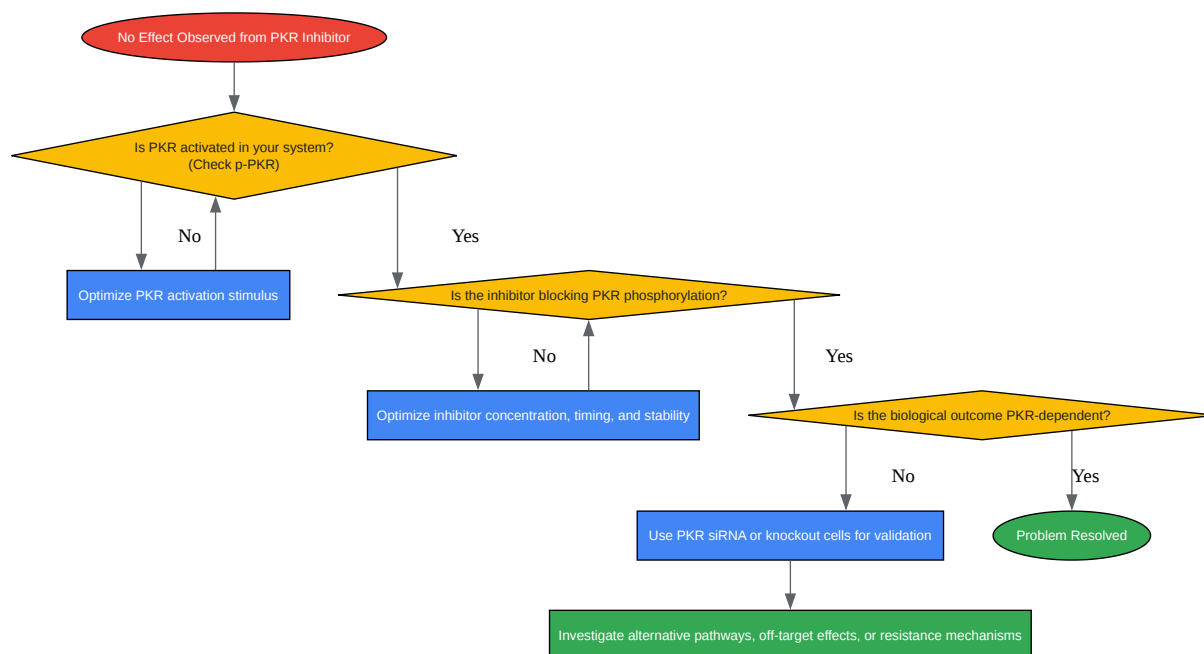 No Effect Observed from PKR Inhibitor
Is PKR activated in your system?
(Check p-PKR)
No
Yes
Optimize PKR activation stimulus
Is the inhibitor blocking PKR phosphorylation?
No
Yes
Optimize inhibitor concentration, timing, and stability
Is the biological outcome PKR-dependent?
No
Yes
Use PKR siRNA or knockout cells for validation
Problem Resolved
Investigate alternative pathways, off-target effects, or resistance mechanisms